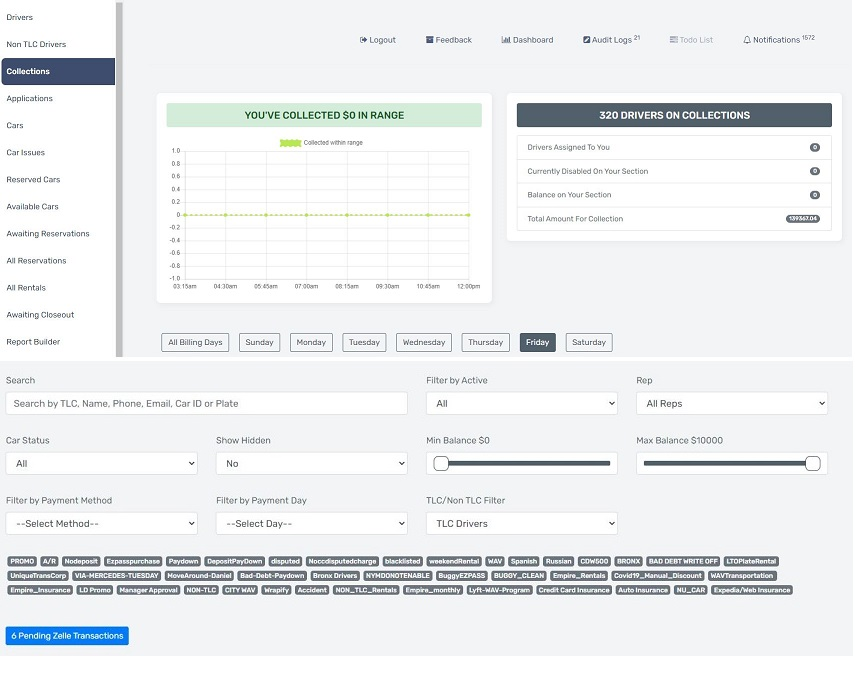 Drivers
Non TLC Drivers
Collections
Applications
Cars
Car Issues
Reserved Cars
Available Cars
Awaiting Reservations
All Reservations
All Rentals
Awaiting Closeout
Report Builder
Logout Feedback Dashboard Audit Logs 21 Todo List Notifications 1572
YOU'VE COLLECTED $0 IN RANGE
Collected within range
1.0
0.8
0.6
0.4
0.2
0
-0.2
-0.4
-0.6
-0.8
-1.0
03:15am 04:30am 05:45am 07:00am 08:15am 09:30am 10:45am 12:00pm
320 DRIVERS ON COLLECTIONS
Drivers Assigned To You 0
Currently Disabled On Your Section 0
Balance on Your Section 0
Total Amount For Collection 139367.04
All Billing Days Sunday Monday Tuesday Wednesday Thursday Friday Saturday
Search Filter by Active Rep
Search by TLC, Name, Phone, Email, Car ID or Plate All All Reps
Car Status Show Hidden Min Balance $0 Max Balance $10000
All No
Filter by Payment Method Filter by Payment Day TLC/Non TLC Filter
--Select Method-- --Select Day-- TLC Drivers
PROMO A/R Nodeposit Ezpasspurchase Paydown DepositPayDown disputed Noccdisputedcharge blacklisted weekendRental WAV Spanish Russian CDW500 BRONX BAD DEBT WRITE OFF LTOPlateRental
UniqueTransCorp VIA-MERCEDES-TUESDAY MoveAround-Daniel Bad-Debt-Paydown Bronx Drivers NYMDONOTENABLE BuggyEZPASS BUGGY_CLEAN Empire_Rentals Covid19_Manual_Discount WAVTransportation
Empire_Insurance LD Promo Manager Approval NON-TLC CITY WAV Wrapify Accident NON_TLC_Rentals Empire_monthly Lyft-WAV-Program Credit Card Insurance Auto Insurance NU_CAR Expedia/Web Insurance
6 Pending Zelle Transactions